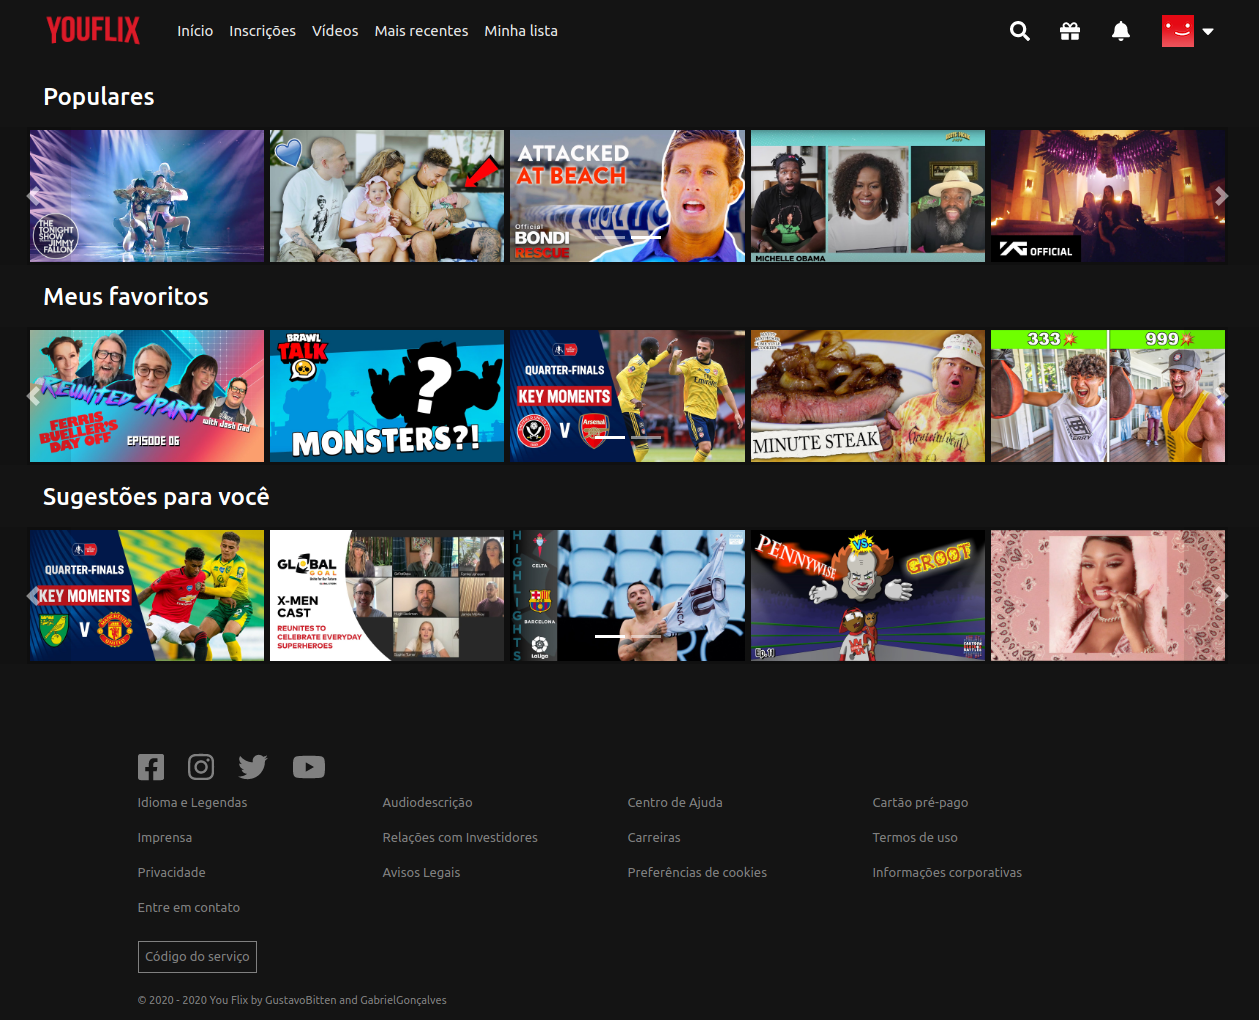 YOUFLIX
Início Inscrições Vídeos Mais recentes Minha lista
Populares
THE
TONIGHT
SHOW
JIMMY
FALLON
ATTACKED
AT BEACH
Official
BONDI
RESCUE
MICHELLE OBAMA
YG OFFICIAL
Meus favoritos
REUNITED APART
with Josh Gad
FERRIS
BUELLER'S
DAY OFF
EPISODE 06
BRAWL
TALK
?
MONSTERS?!
QUARTER-FINALS
KEY MOMENTS
V
Arsenal
MINUTE STEAK
333 999
Sugestões para você
QUARTER-FINALS
KEY MOMENTS
V
GLOBAL
GOAL
X-MEN
CAST
REUNITES TO
CELEBRATE EVERYDAY
SUPERHEROES
HIGHLIGHTS
CELTA
BARCELONA
LaLiga
PENNYWISE
VS.
GROOT
Ep.11
Idioma e Legendas
Audiodescrição
Centro de Ajuda
Cartão pré-pago
Imprensa
Relações com Investidores
Carreiras
Termos de uso
Privacidade
Avisos Legais
Preferências de cookies
Informações corporativas
Entre em contato
Código do serviço
© 2020 - 2020 You Flix by GustavoBitten and GabrielGonçalves